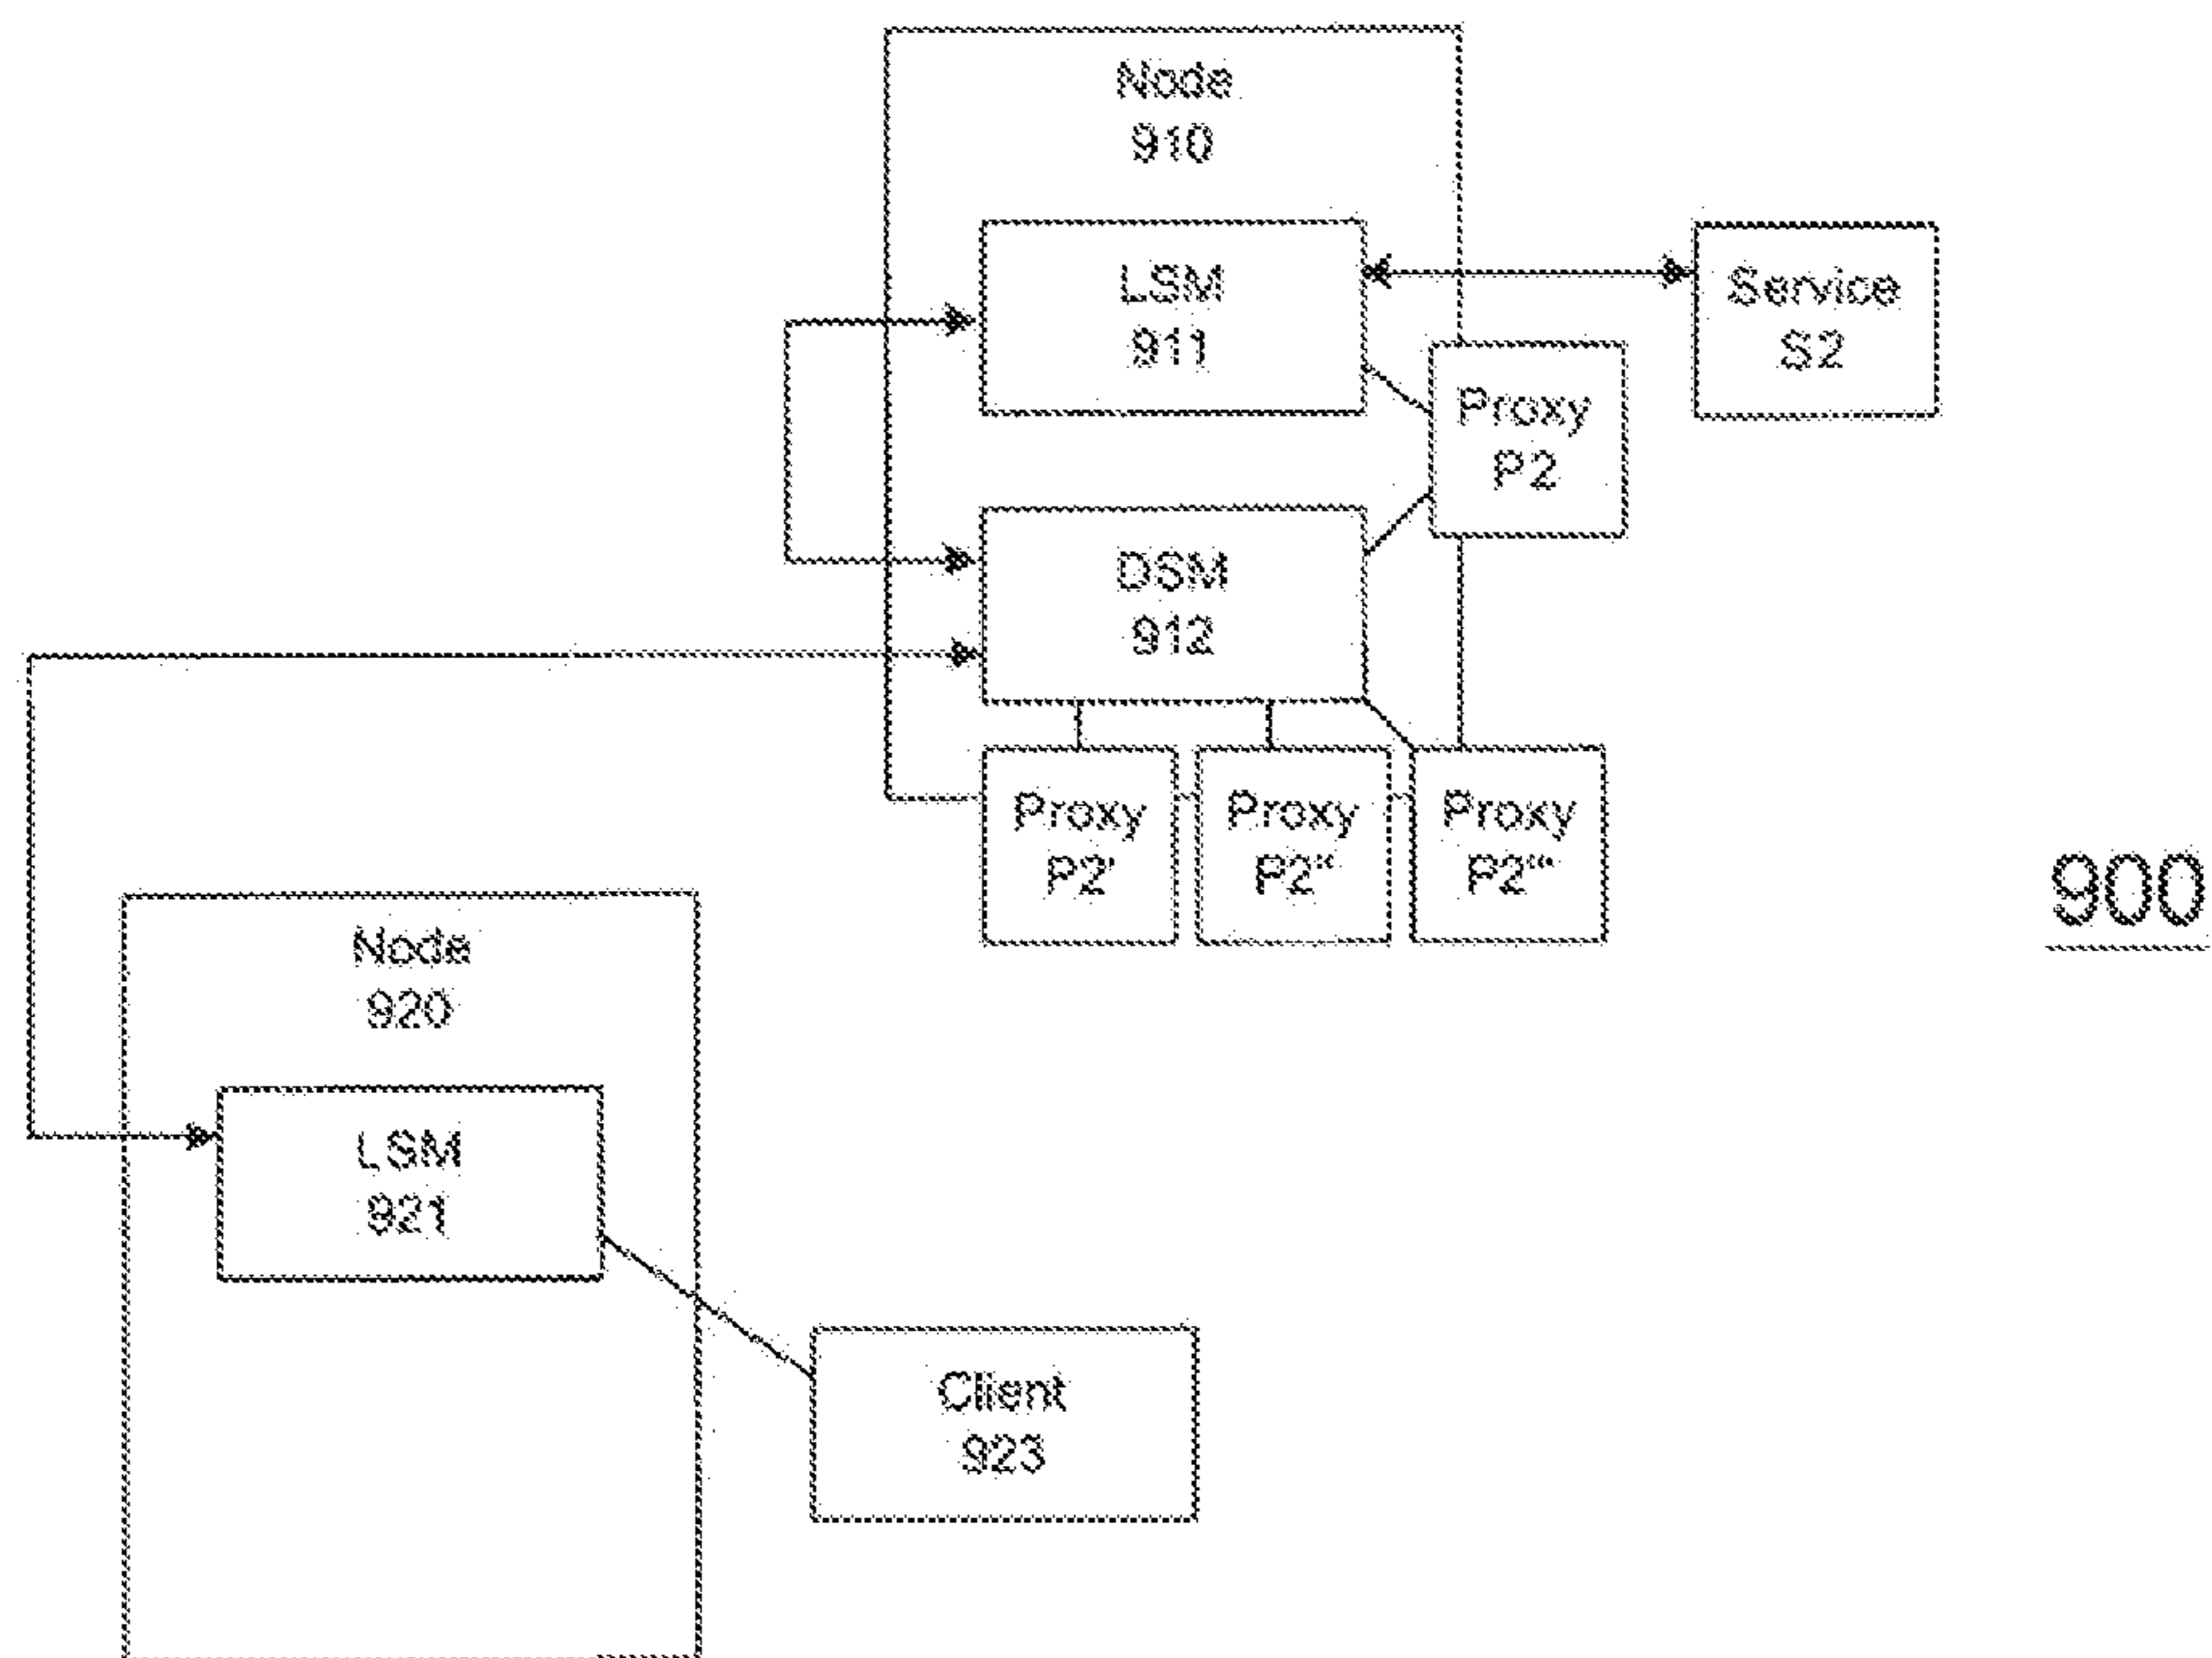 Node
910
LSM
911
Service
S2
Proxy
P2
DSM
912
Proxy
P2'
Proxy
P2"
Proxy
P2'"
900
Node
920
LSM
921
Client
923